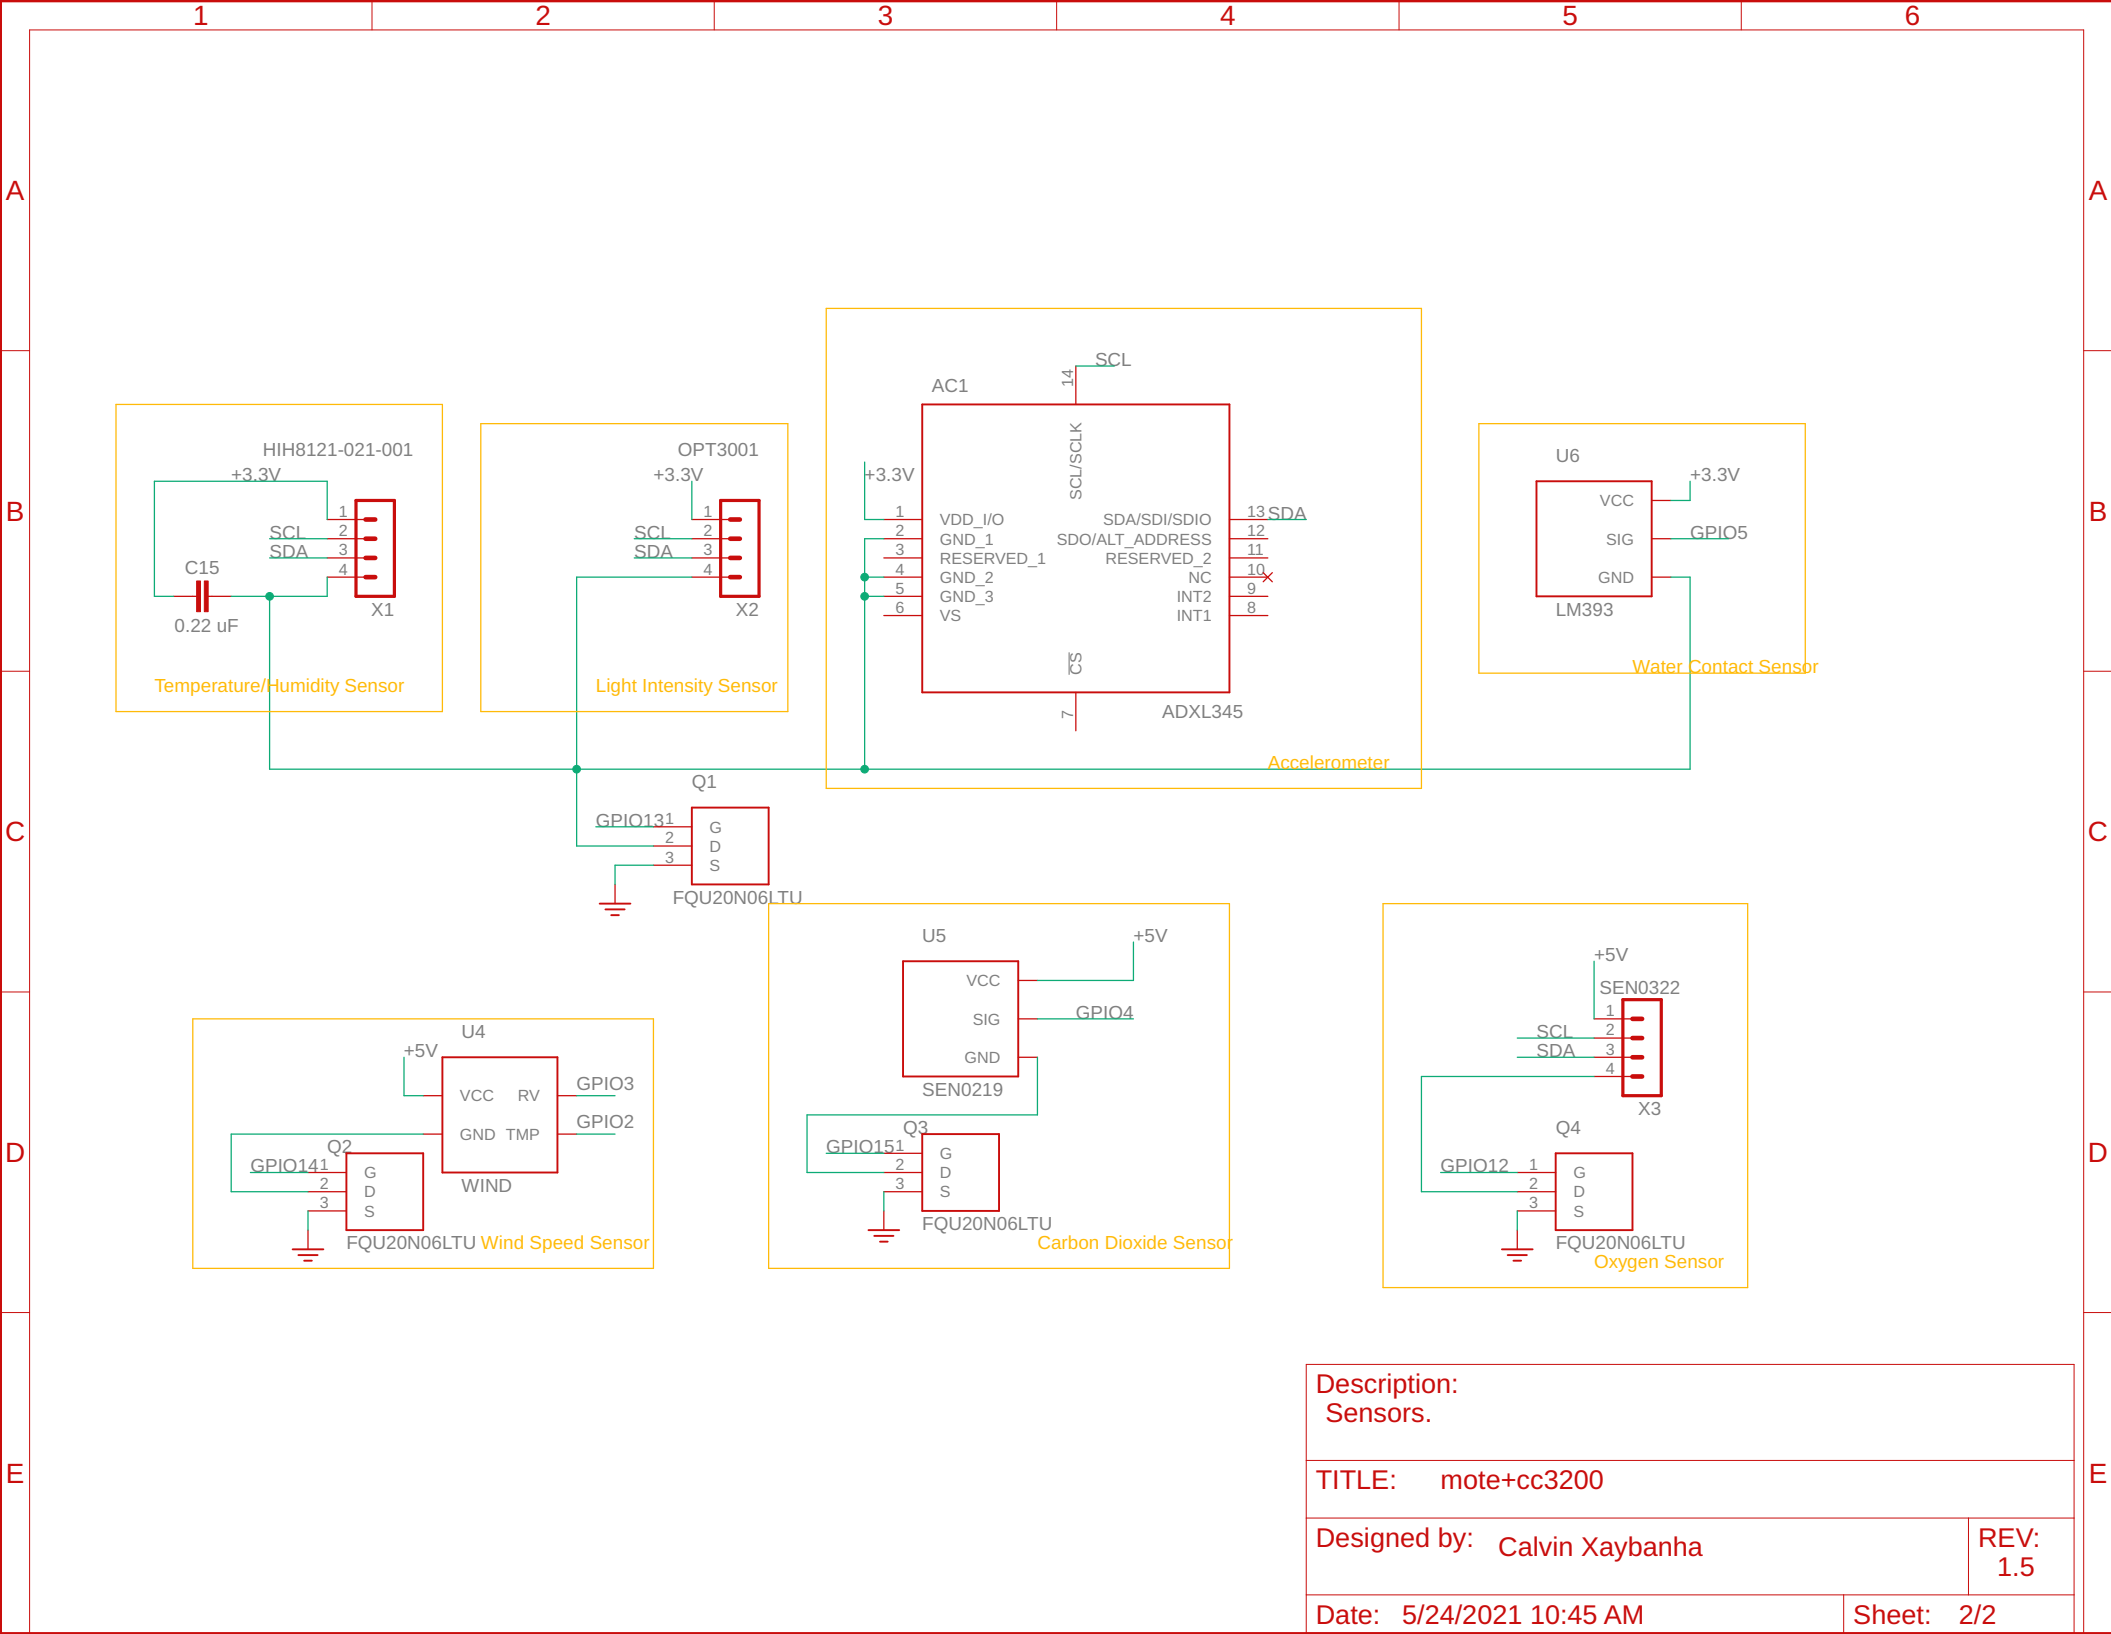 1 2 3 4 5 6
A A
B B
C C
D D
E E
HIH8121-021-001
+3.3V
SCL
SDA
1
2
3
4
C15
0.22 uF
X1
Temperature/Humidity Sensor
OPT3001
+3.3V
SCL
SDA
1
2
3
4
X2
Light Intensity Sensor
SCL
14
AC1
SCL/SCLK
+3.3V
1 VDD_I/O
2 GND_1
3 RESERVED_1
4 GND_2
5 GND_3
6 VS
SDA/SDI/SDIO 13 SDA
SDO/ALT_ADDRESS 12
RESERVED_2 11
NC 10
INT2 9
INT1 8
CS
7
ADXL345
Accelerometer
U6
+3.3V
VCC
SIG GPIO5
GND
LM393
Water Contact Sensor
Q1
GPIO13 1 G
2 D
3 S
FQU20N06LTU
U4
+5V
VCC RV GPIO3
GND TMP GPIO2
WIND
Q2
GPIO14 1 G
2 D
3 S
FQU20N06LTU
Wind Speed Sensor
U5
+5V
VCC
SIG GPIO4
GND
SEN0219
Q3
GPIO15 1 G
2 D
3 S
FQU20N06LTU
Carbon Dioxide Sensor
+5V
SEN0322
1
SCL 2
SDA 3
4
X3
Q4
GPIO12 1 G
2 D
3 S
FQU20N06LTU
Oxygen Sensor
Description:
Sensors.
TITLE: mote+cc3200
Designed by: Calvin Xaybanha
REV:
1.5
Date: 5/24/2021 10:45 AM
Sheet: 2/2